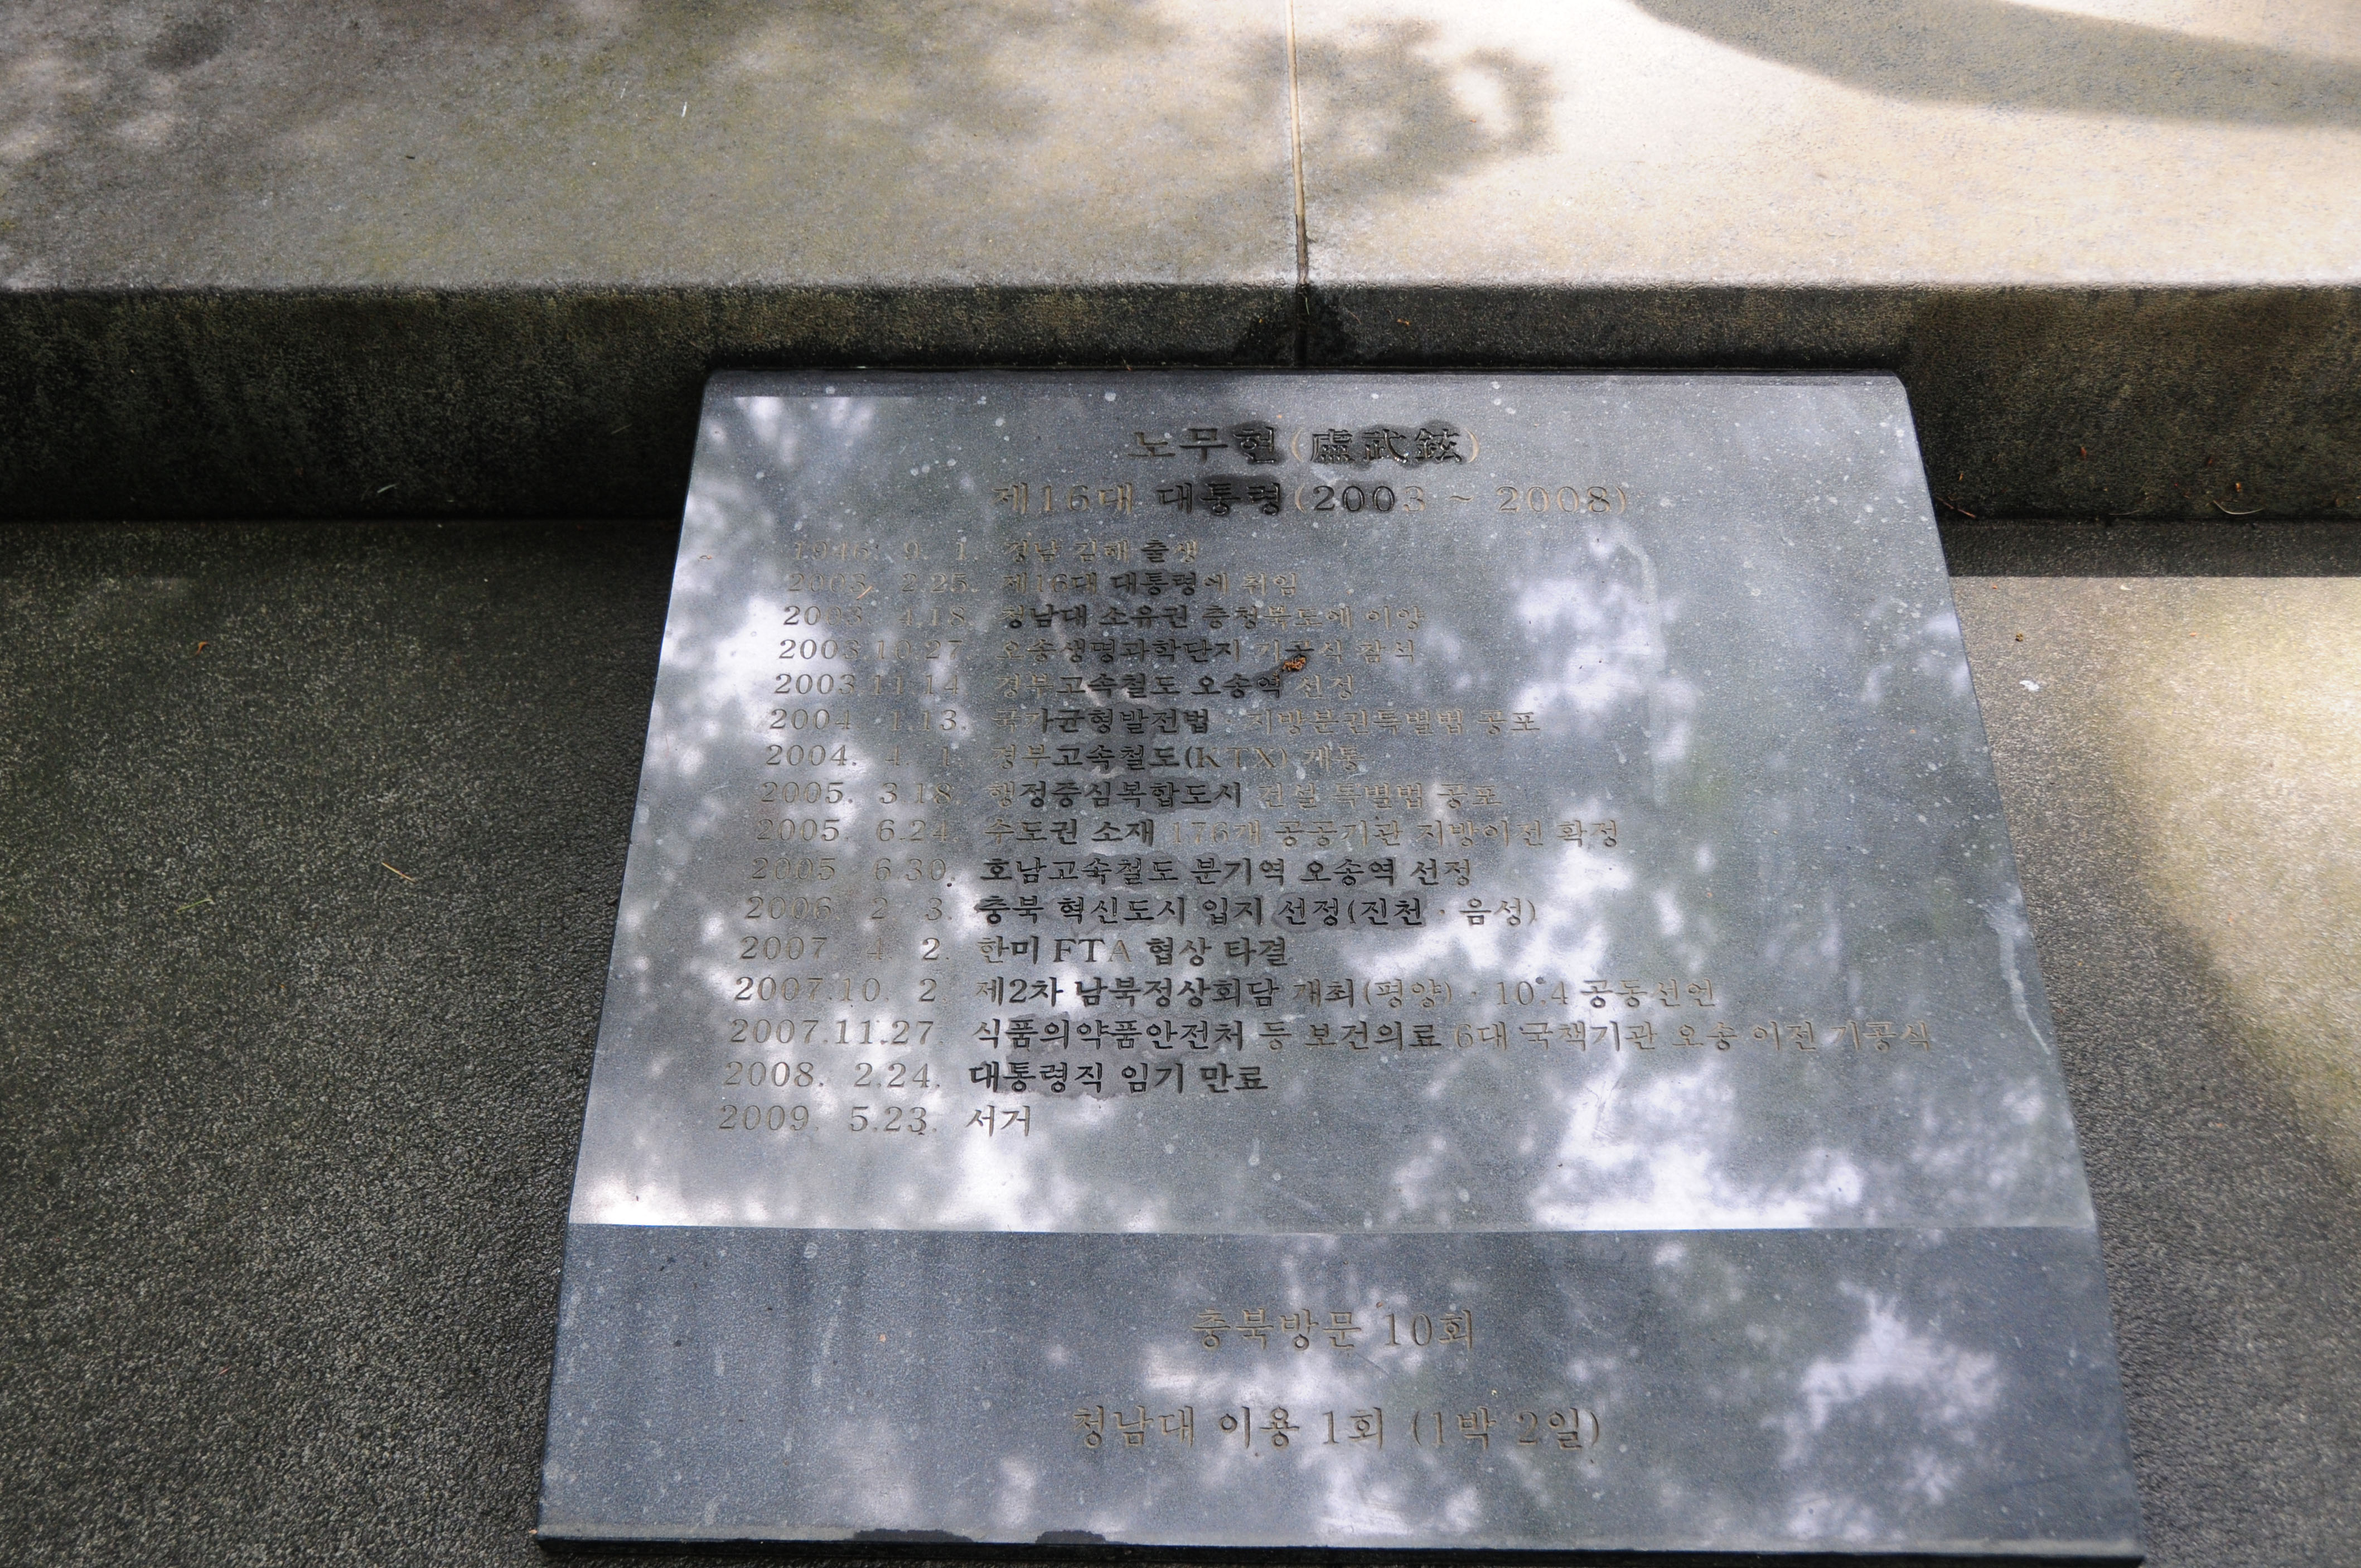 노무현(盧武鉉)
제16대 대통령(2003 ~ 2008)
1946. 9. 1. 경남 김해 출생
2003. 2.25. 제16대 대통령에 취임
2003. 4.18. 청남대 소유권 충청북도에 이양
2003.10.27. 오송생명과학단지 기공식 참석
2003.11.14. 경부고속철도 오송역 선정
2004. 1.13. 국가균형발전법 · 지방분권특별법 공포
2004. 4. 1. 경부고속철도(KTX) 개통
2005. 3.18. 행정중심복합도시 건설 특별법 공포
2005. 6.24. 수도권 소재 176개 공공기관 지방이전 확정
2005. 6.30. 호남고속철도 분기역 오송역 선정
2006. 2. 3. 충북 혁신도시 입지 선정(진천 · 음성)
2007. 4. 2. 한미 FTA 협상 타결
2007.10. 2. 제2차 남북정상회담 개최(평양) · 10.4 공동선언
2007.11.27. 식품의약품안전처 등 보건의료 6대 국책기관 오송 이전 기공식
2008. 2.24. 대통령직 임기 만료
2009. 5.23. 서거
충북방문 10회
청남대 이용 1회 (1박 2일)